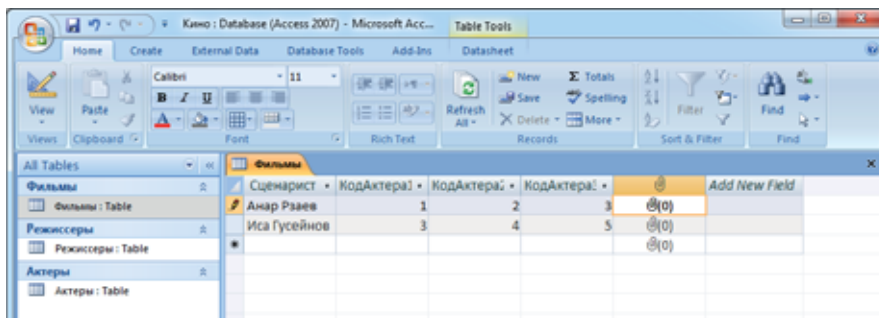 Кино : Database (Access 2007) - Microsoft Acc...
Table Tools
Home Create External Data Database Tools Add-Ins Datasheet
View
Paste
Calibri 11
B I U
A
Refresh All
New
Save
Delete
Totals
Spelling
More
Filter
Find
Views Clipboard Font Rich Text Records Sort & Filter Find
All Tables
Фильмы
Фильмы : Table
Режиссеры
Режиссеры : Table
Актеры
Актеры : Table
Фильмы
Сценарист КодАктера1 КодАктера2 КодАктера3 Add New Field
Анар Рзаев 1 2 3 (0)
Иса Гусейнов 3 4 5 (0)
(0)